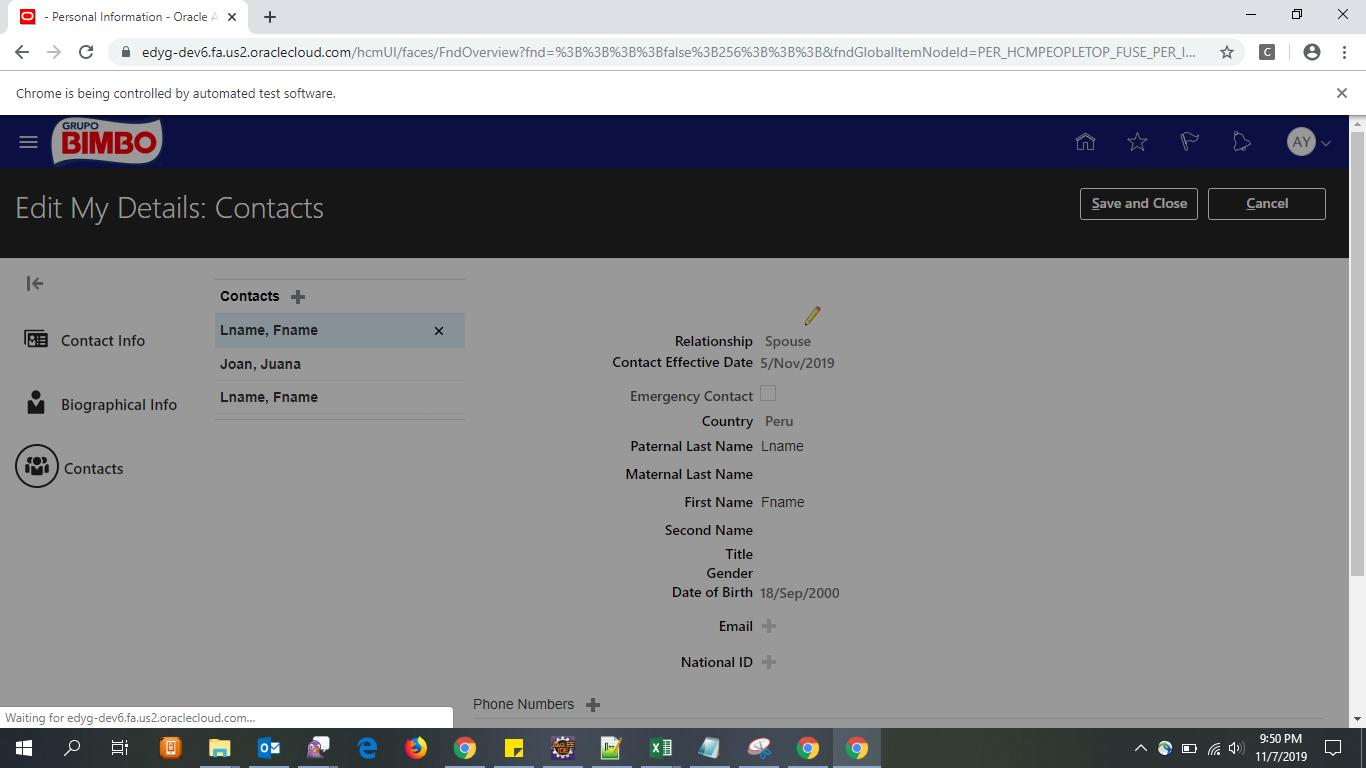 - Personal Information - Oracle A
edyg-dev6.fa.us2.oraclecloud.com/hcmUI/faces/FndOverview?fnd=%3B%3B%3B%3Bfalse%3B256%3B%3B%3B&fndGlobalItemNodeId=PER_HCMPEOPLETOP_FUSE_PER_I...
C
Chrome is being controlled by automated test software.
GRUPO
BIMBO
AY
Edit My Details: Contacts
Save and Close
Cancel
Contact Info
Biographical Info
Contacts
Contacts
Lname, Fname
Joan, Juana
Lname, Fname
Relationship Spouse
Contact Effective Date 5/Nov/2019
Emergency Contact
Country Peru
Paternal Last Name Lname
Maternal Last Name
First Name Fname
Second Name
Title
Gender
Date of Birth 18/Sep/2000
Email
National ID
Phone Numbers
Waiting for edyg-dev6.fa.us2.oraclecloud.com...
9:50 PM
11/7/2019